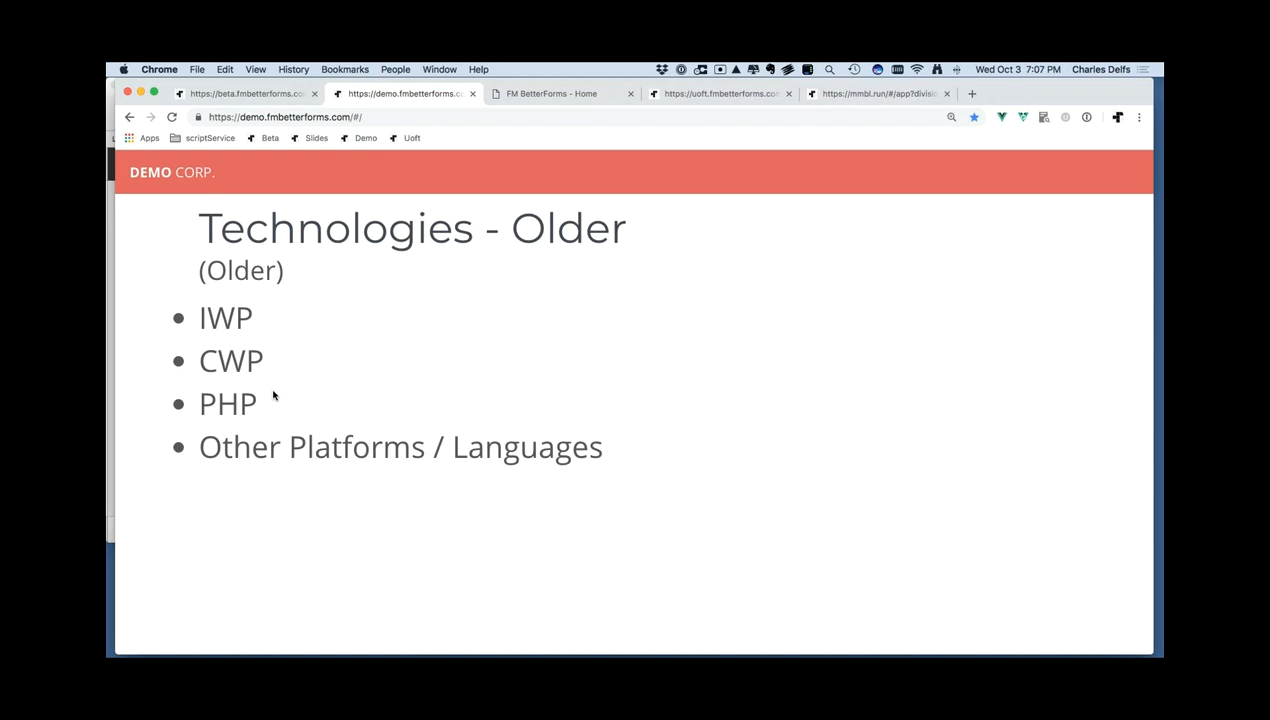 Chrome File Edit View History Bookmarks People Window Help Wed Oct 3 7:07 PM Charles Delfs
https://beta.fmbetterforms.co https://demo.fmbetterforms.co FM BetterForms - Home https://uoft.fmbetterforms.com https://mmbl.run/#/app?divisi
https://demo.fmbetterforms.com/#/
Apps scriptService Beta Slides Demo Uoft
DEMO CORP.
Technologies - Older
(Older)
• IWP
• CWP
• PHP
• Other Platforms / Languages